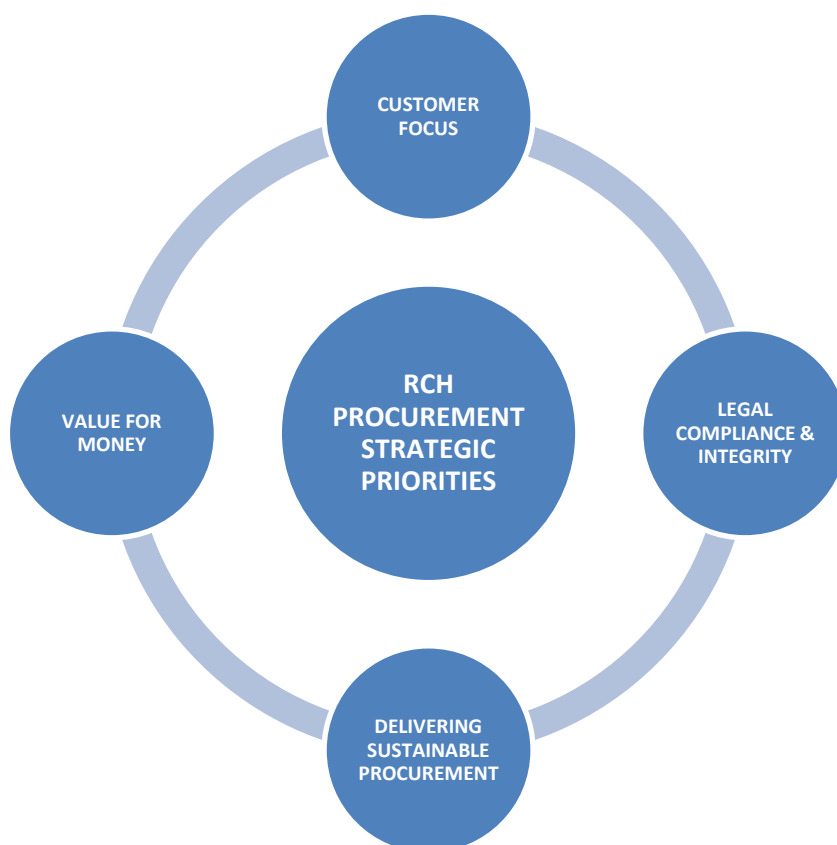 CUSTOMER
FOCUS
RCH
PROCUREMENT
STRATEGIC
PRIORITIES
VALUE FOR
MONEY
LEGAL
COMPLIANCE &
INTEGRITY
DELIVERING
SUSTAINABLE
PROCUREMENT